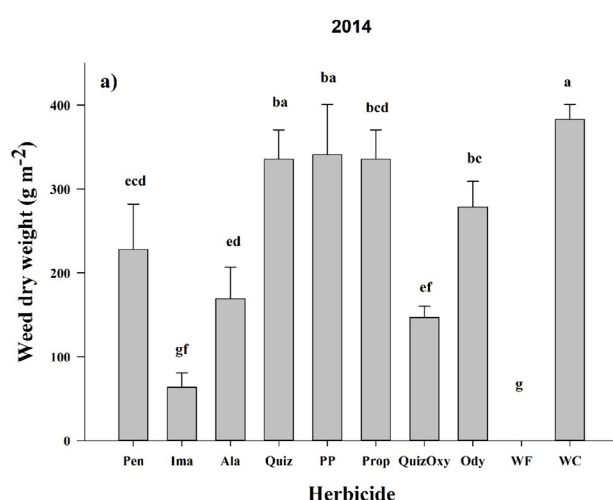 2014
a)
Weed dry weight (g m-2)
400
300
200
100
0
ecd
gf
ed
ba
ba
bcd
ef
bc
g
a
Pen Ima Ala Quiz PP Prop QuizOxy Ody WF WC
Herbicide